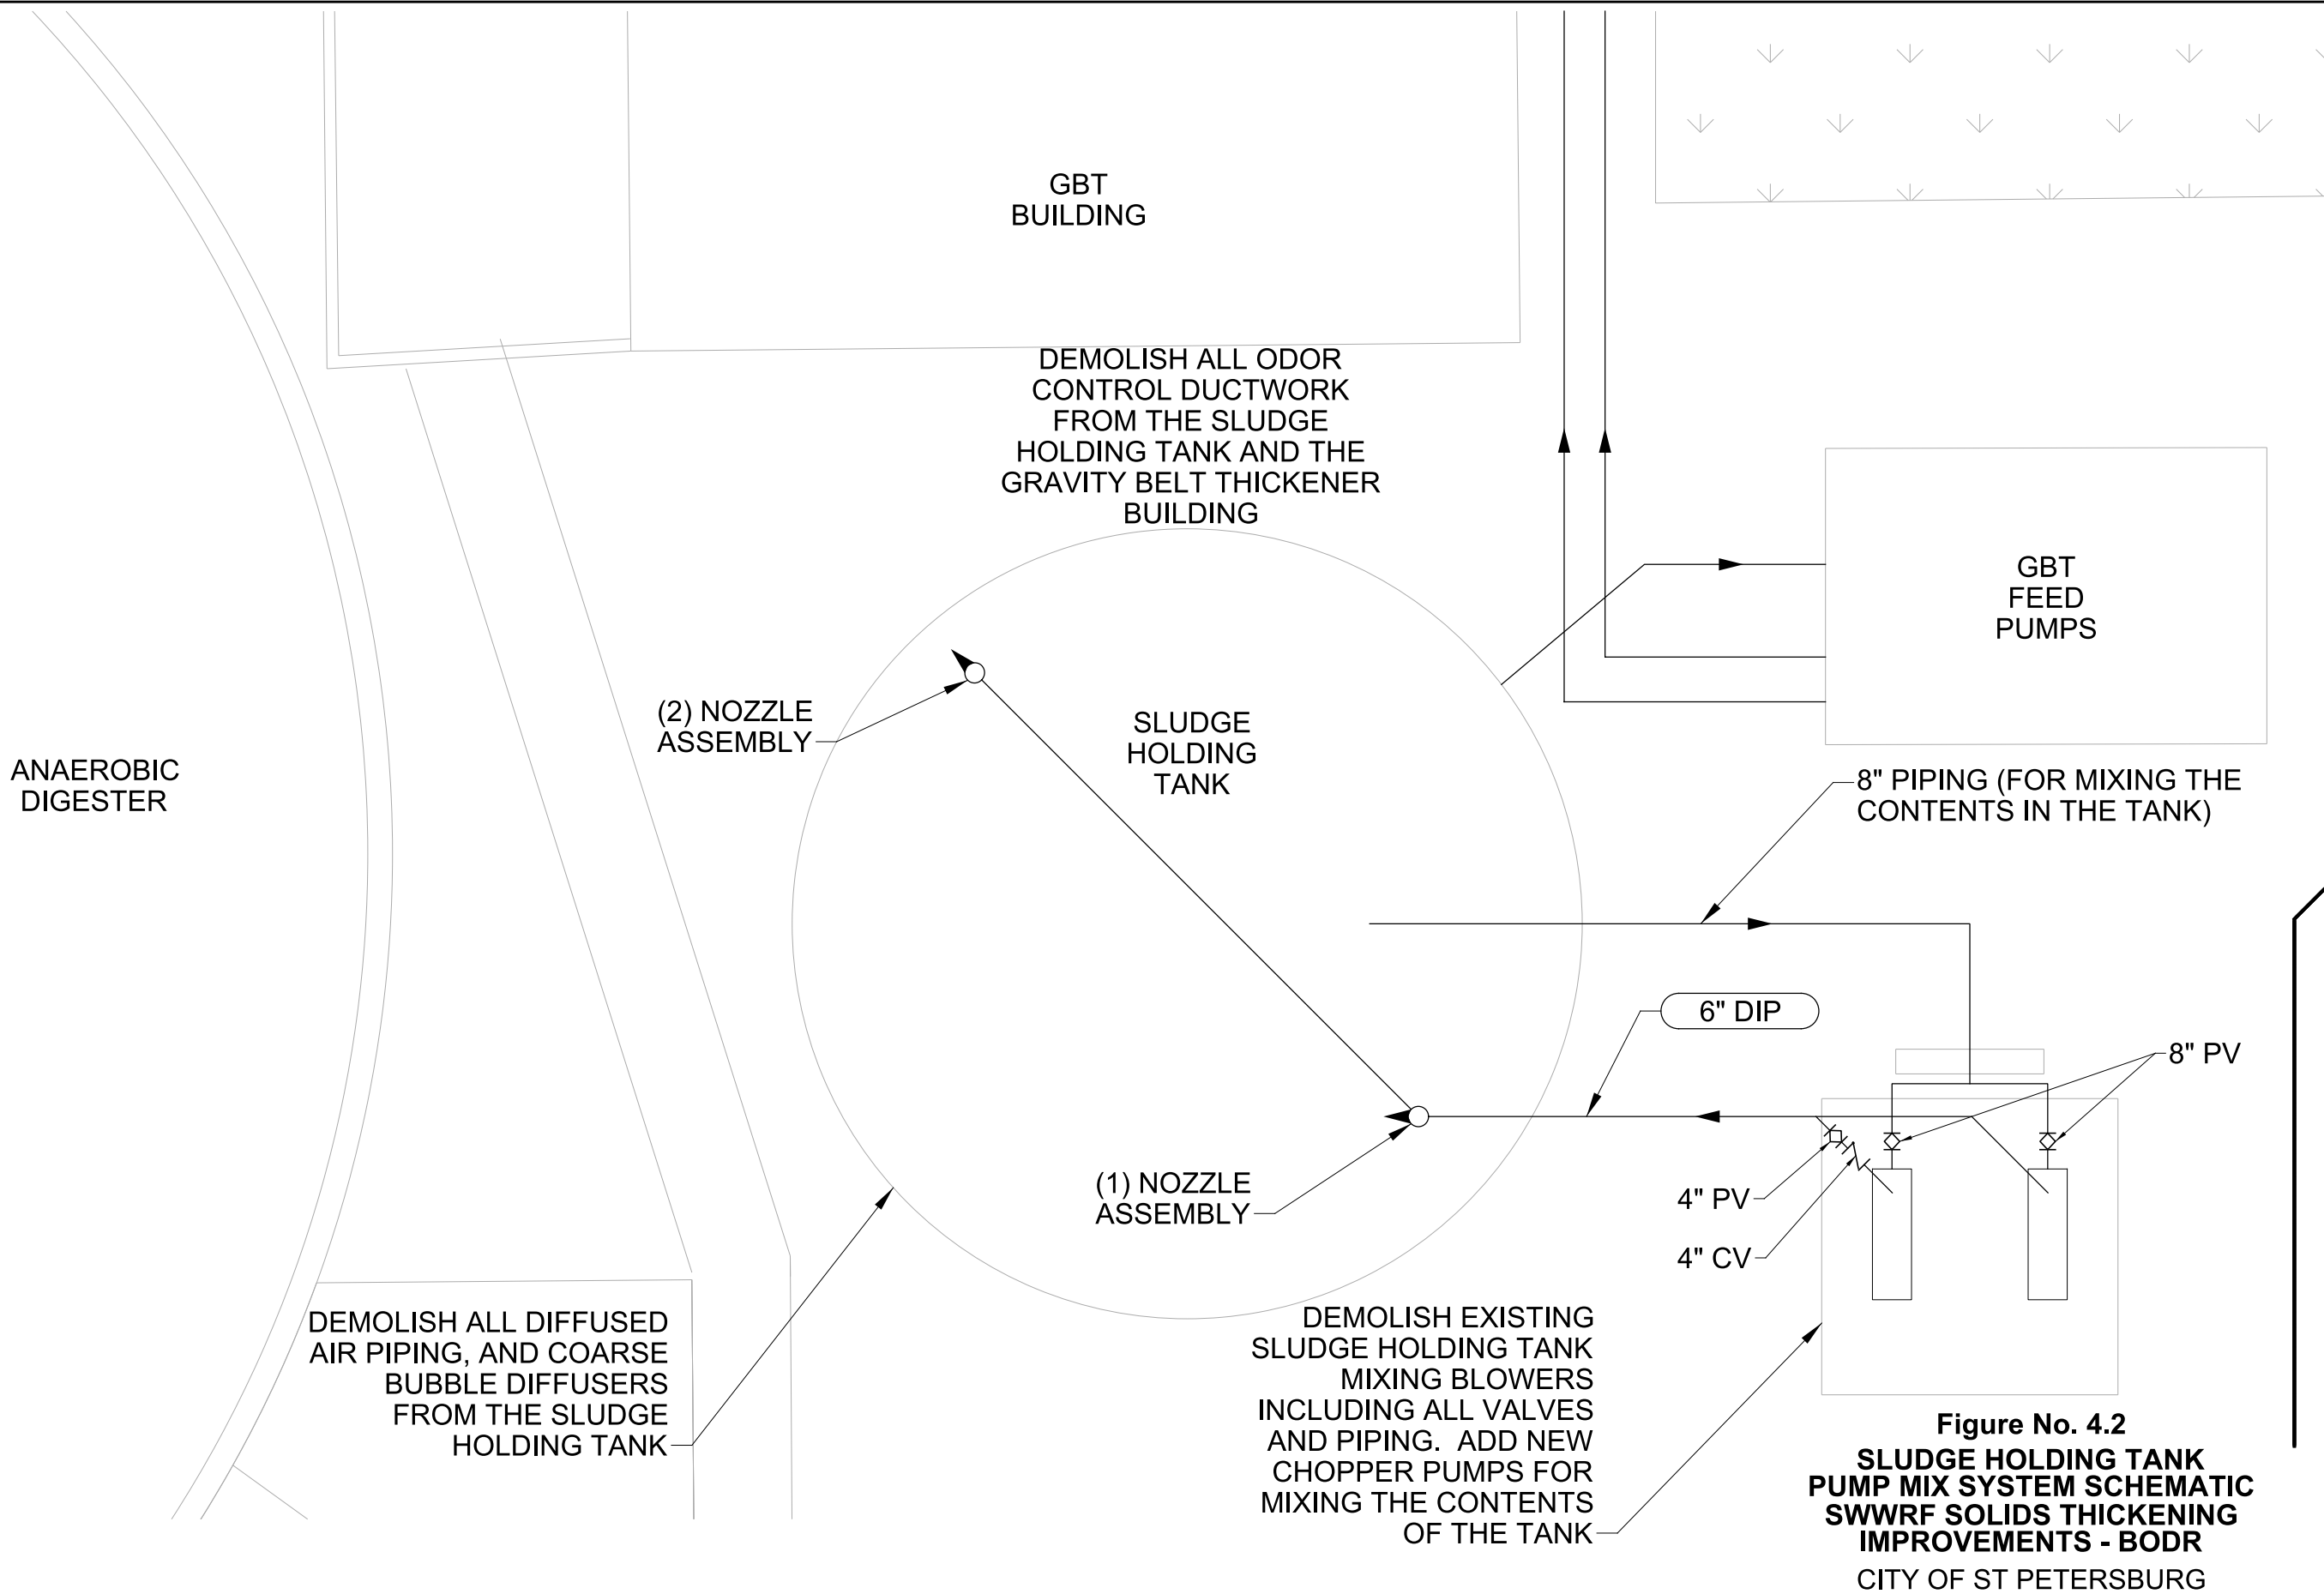 GBT
BUILDING
DEMOLISH ALL ODOR
CONTROL DUCTWORK
FROM THE SLUDGE
HOLDING TANK AND THE
GRAVITY BELT THICKENER
BUILDING
GBT
FEED
PUMPS
(2) NOZZLE
ASSEMBLY
SLUDGE
HOLDING
TANK
ANAEROBIC
DIGESTER
8" PIPING (FOR MIXING THE
CONTENTS IN THE TANK)
6" DIP
8" PV
(1) NOZZLE
ASSEMBLY
4" PV
4" CV
DEMOLISH ALL DIFFUSED
AIR PIPING, AND COARSE
BUBBLE DIFFUSERS
FROM THE SLUDGE
HOLDING TANK
DEMOLISH EXISTING
SLUDGE HOLDING TANK
MIXING BLOWERS
INCLUDING ALL VALVES
AND PIPING. ADD NEW
CHOPPER PUMPS FOR
MIXING THE CONTENTS
OF THE TANK
Figure No. 4.2
SLUDGE HOLDING TANK
PUMP MIX SYSTEM SCHEMATIC
SWWRF SOLIDS THICKENING
IMPROVEMENTS - BODR
CITY OF ST PETERSBURG